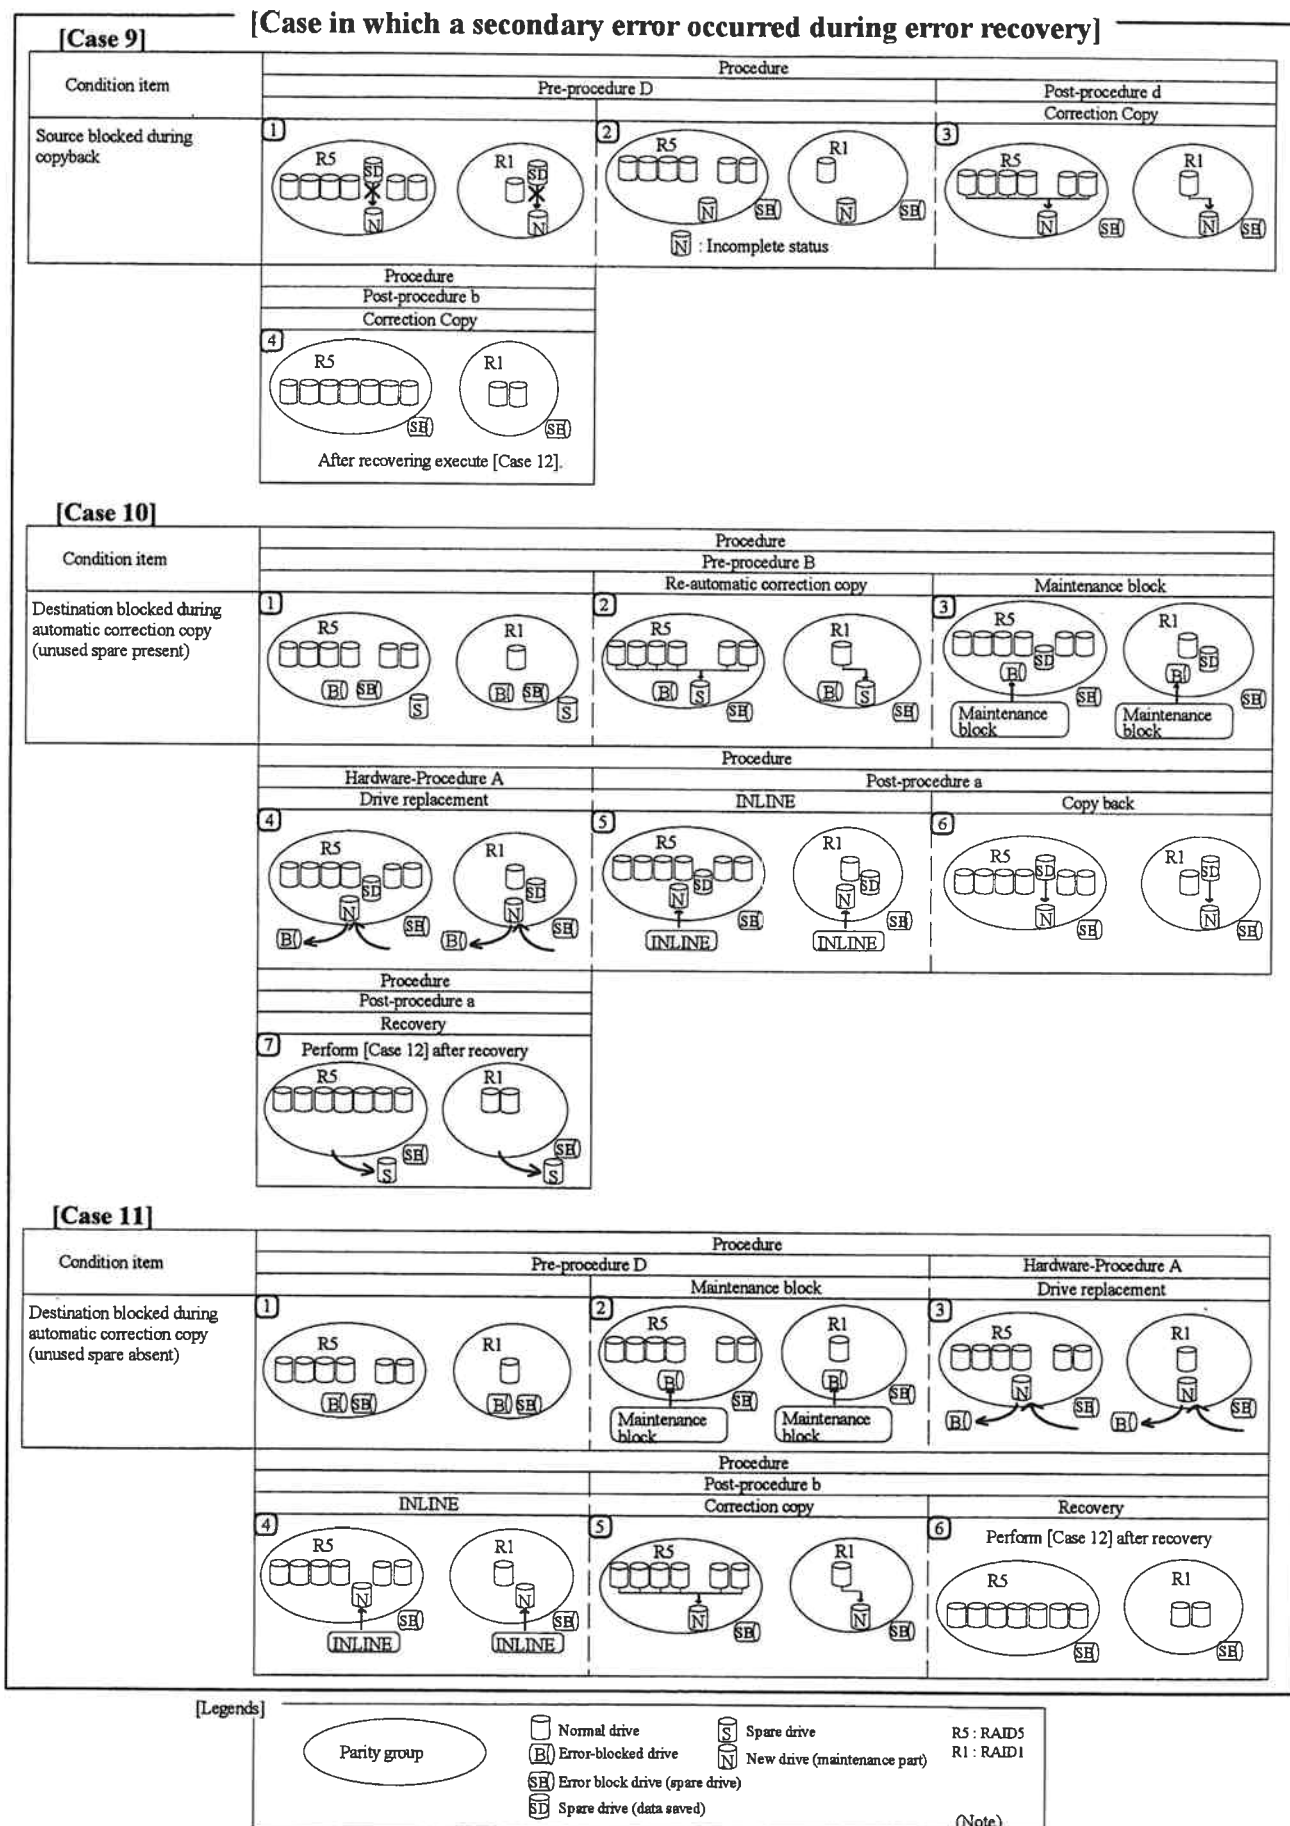 [Case in which a secondary error occurred during error recovery]
[Case 9]
Condition item
Procedure
Pre-procedure D
Post-procedure d
Correction Copy
Source blocked during
copyback
1
R5
SD
N
R1
SD
N
2
R5
N
SB
R1
N
SB
N : Incomplete status
3
R5
N
SB
R1
N
SB
Procedure
Post-procedure b
Correction Copy
4
R5
SB
R1
SB
After recovering execute [Case 12].
[Case 10]
Condition item
Procedure
Pre-procedure B
Re-automatic correction copy
Maintenance block
Destination blocked during
automatic correction copy
(unused spare present)
1
R5
B
SB
S
R1
B
SB
S
2
R5
B
S
SB
R1
B
S
SB
3
R5
SD
B
SB
Maintenance
block
R1
SD
B
SB
Maintenance
block
Procedure
Hardware-Procedure A
Post-procedure a
Drive replacement
INLINE
Copy back
4
R5
SD
N
SB
B
R1
SD
N
SB
B
5
R5
SD
N
SB
INLINE
R1
SD
N
SB
INLINE
6
R5
SD
N
SB
R1
SD
N
SB
Procedure
Post-procedure a
Recovery
7
Perform [Case 12] after recovery
R5
SB
S
R1
SB
S
[Case 11]
Condition item
Procedure
Pre-procedure D
Hardware-Procedure A
Maintenance block
Drive replacement
Destination blocked during
automatic correction copy
(unused spare absent)
1
R5
B
SB
R1
B
SB
2
R5
B
SB
Maintenance
block
R1
B
SB
Maintenance
block
3
R5
N
SB
B
R1
N
SB
B
Procedure
Post-procedure b
INLINE
Correction copy
Recovery
4
R5
N
SB
INLINE
R1
N
SB
INLINE
5
R5
N
SB
R1
N
SB
6
Perform [Case 12] after recovery
R5
SB
R1
SB
[Legends]
Parity group
Normal drive
B Error-blocked drive
SB Error block drive (spare drive)
SD Spare drive (data saved)
S Spare drive
N New drive (maintenance part)
R5 : RAID5
R1 : RAID1
(Note)